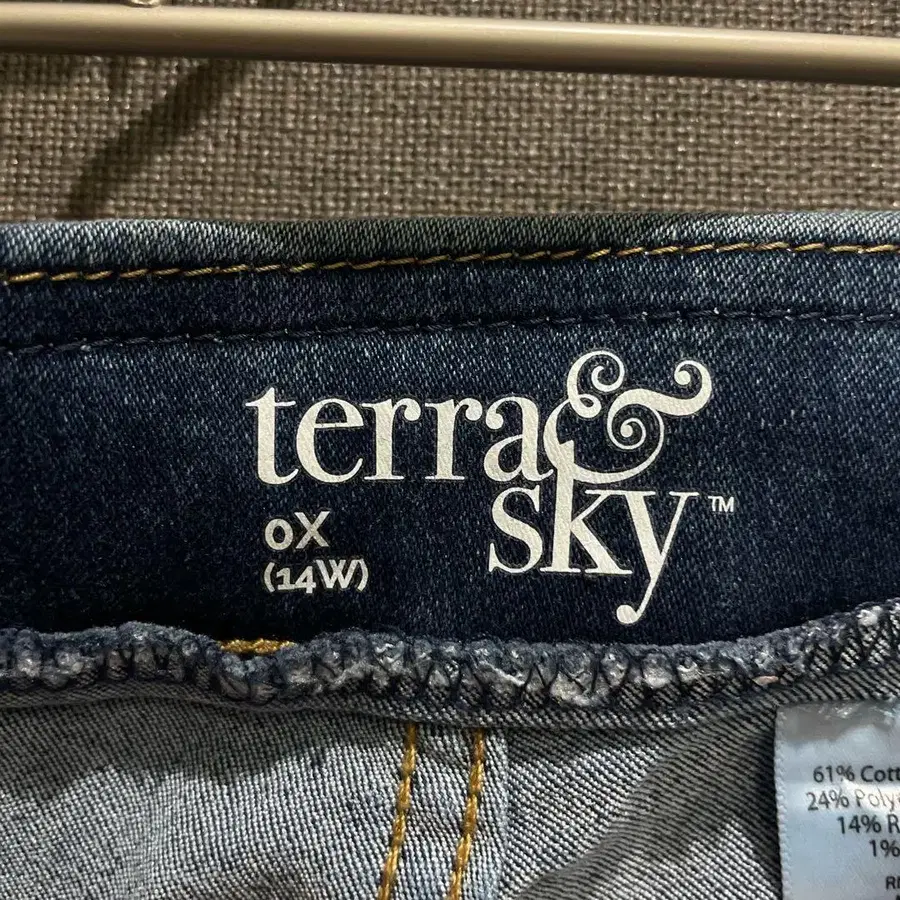 terra &
sky™
0X
(14W)
61% Cott
24% Poly
14% R
1%